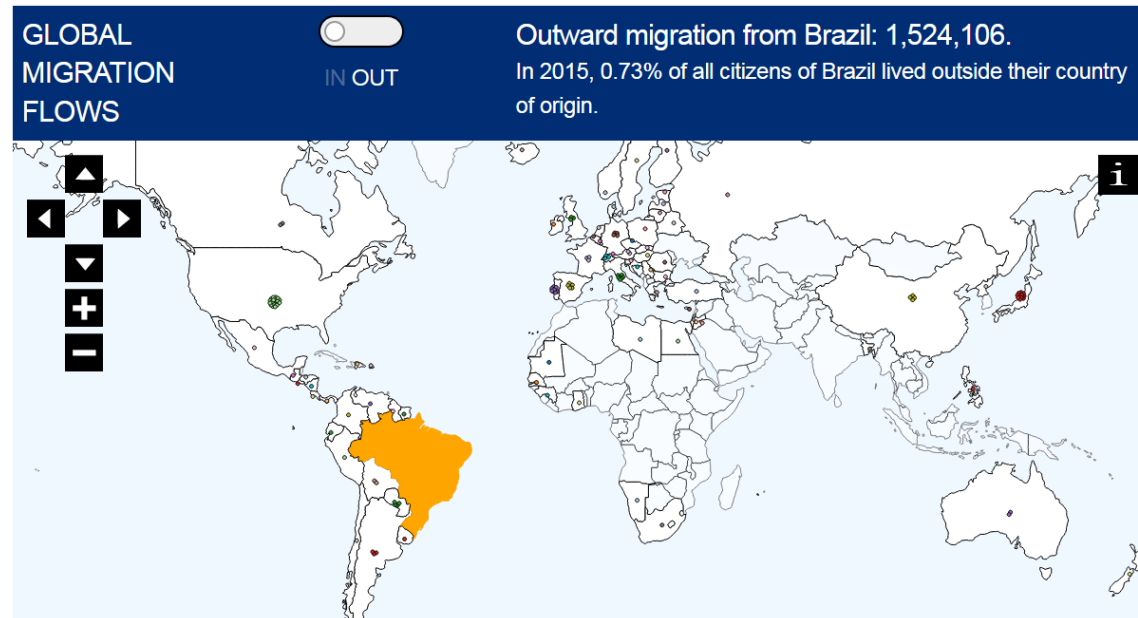 GLOBAL
MIGRATION
FLOWS
IN OUT
Outward migration from Brazil: 1,524,106.
In 2015, 0.73% of all citizens of Brazil lived outside their country
of origin.
i